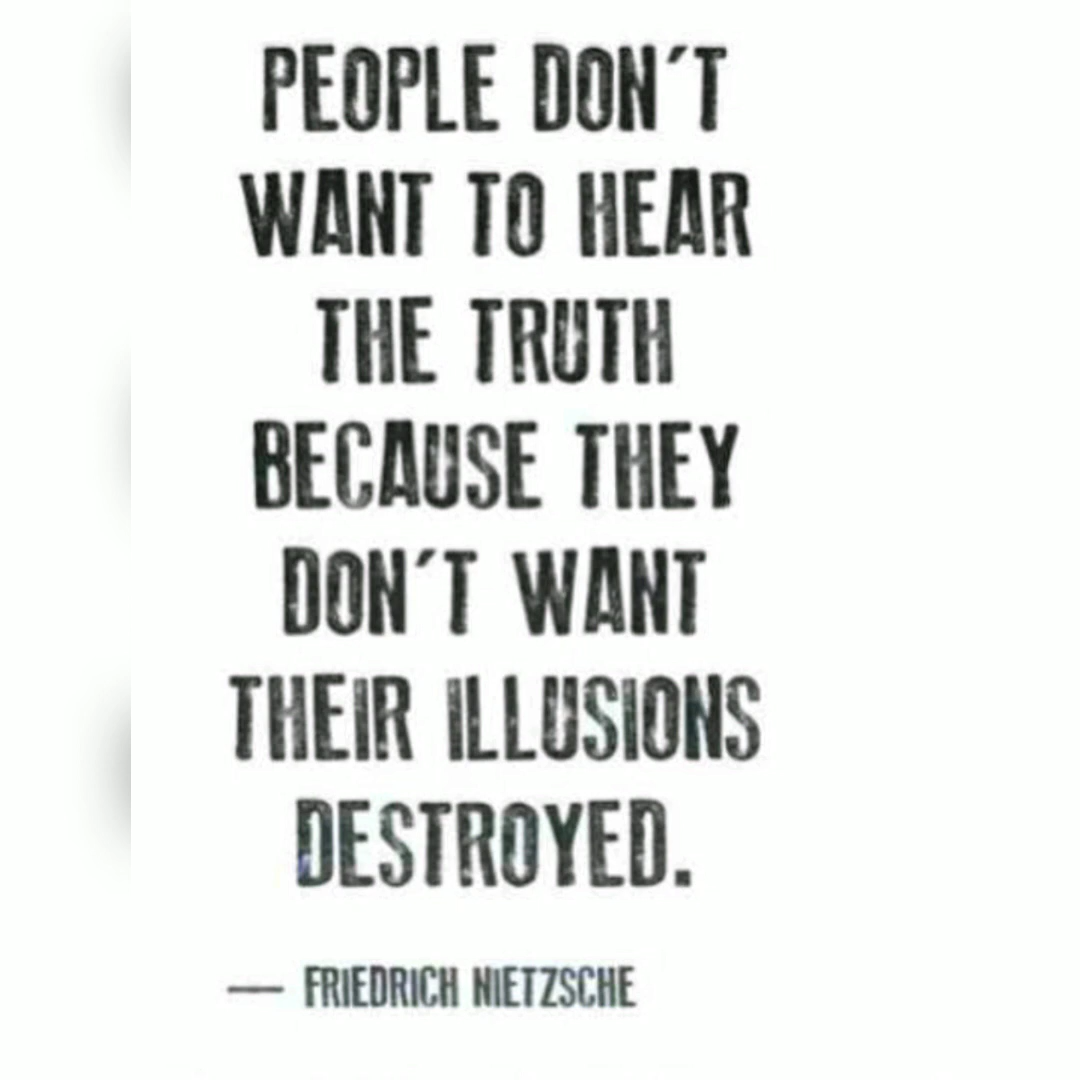 PEOPLE DON´T
WANT TO HEAR
THE TRUTH
BECAUSE THEY
DON´T WANT
THEIR ILLUSIONS
DESTROYED.
— FRIEDRICH NIETZSCHE